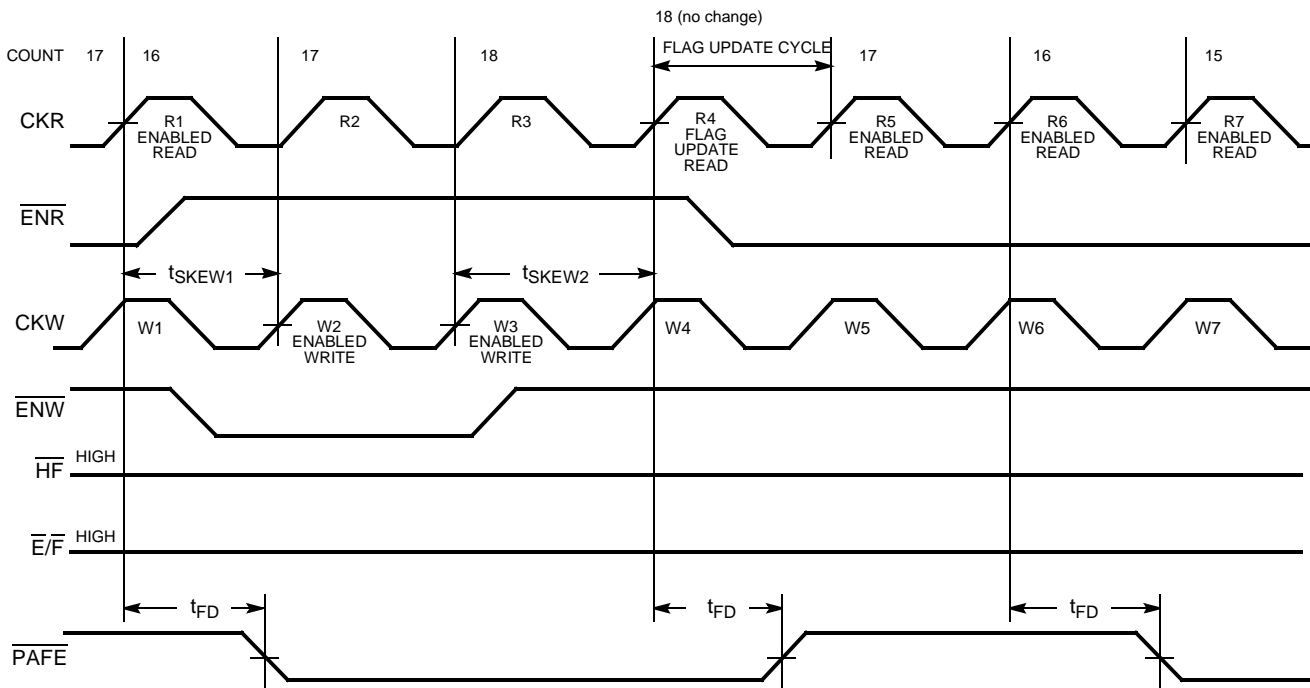 18 (no change)
COUNT 17 16 17 18 FLAG UPDATE CYCLE 17 16 15
CKR
R1
ENABLED
READ
R2
R3
R4
FLAG
UPDATE
READ
R5
ENABLED
READ
R6
ENABLED
READ
R7
ENABLED
READ
ENR
tSKEW1
tSKEW2
CKW
W1
W2
ENABLED
WRITE
W3
ENABLED
WRITE
W4
W5
W6
W7
ENW
HF HIGH
E/F HIGH
tFD
tFD
tFD
PAFE